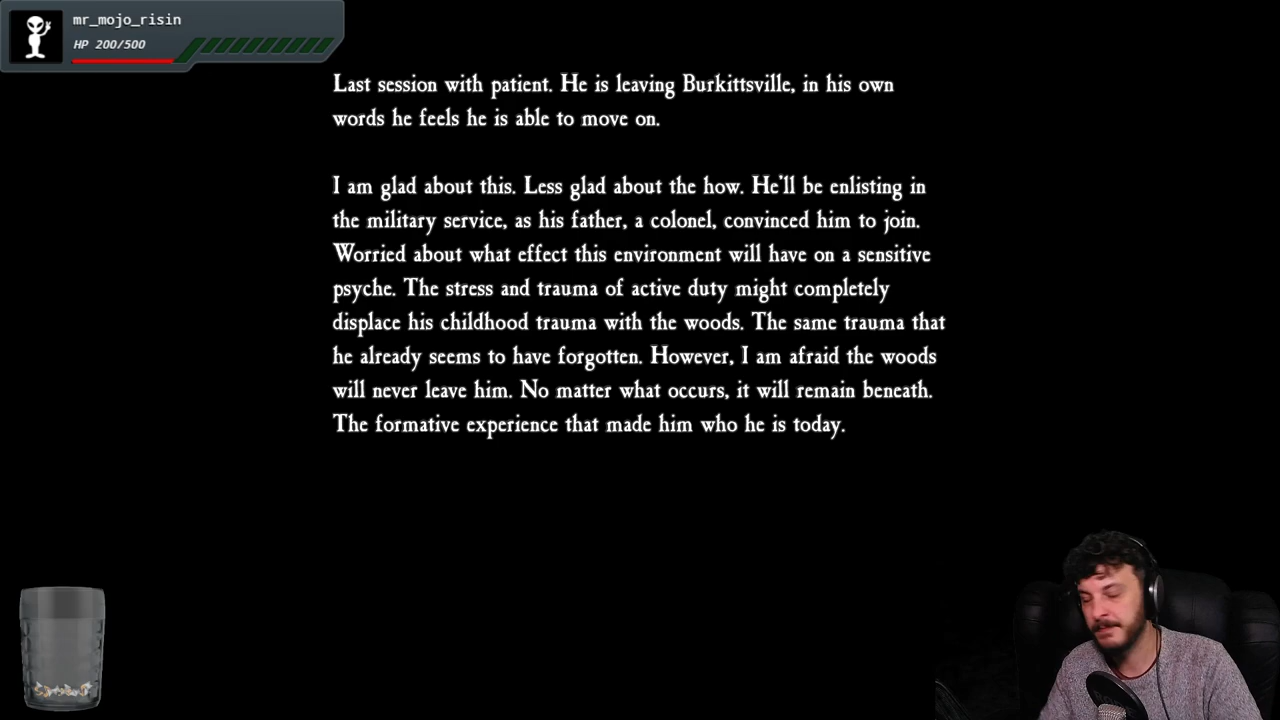 mr_mojo_risin
HP 200/500
Last session with patient. He is leaving Burkittsville, in his own
words he feels he is able to move on.
I am glad about this. Less glad about the how. He'll be enlisting in
the military service, as his father, a colonel, convinced him to join.
Worried about what effect this environment will have on a sensitive
psyche. The stress and trauma of active duty might completely
displace his childhood trauma with the woods. The same trauma that
he already seems to have forgotten. However, I am afraid the woods
will never leave him. No matter what occurs, it will remain beneath.
The formative experience that made him who he is today.